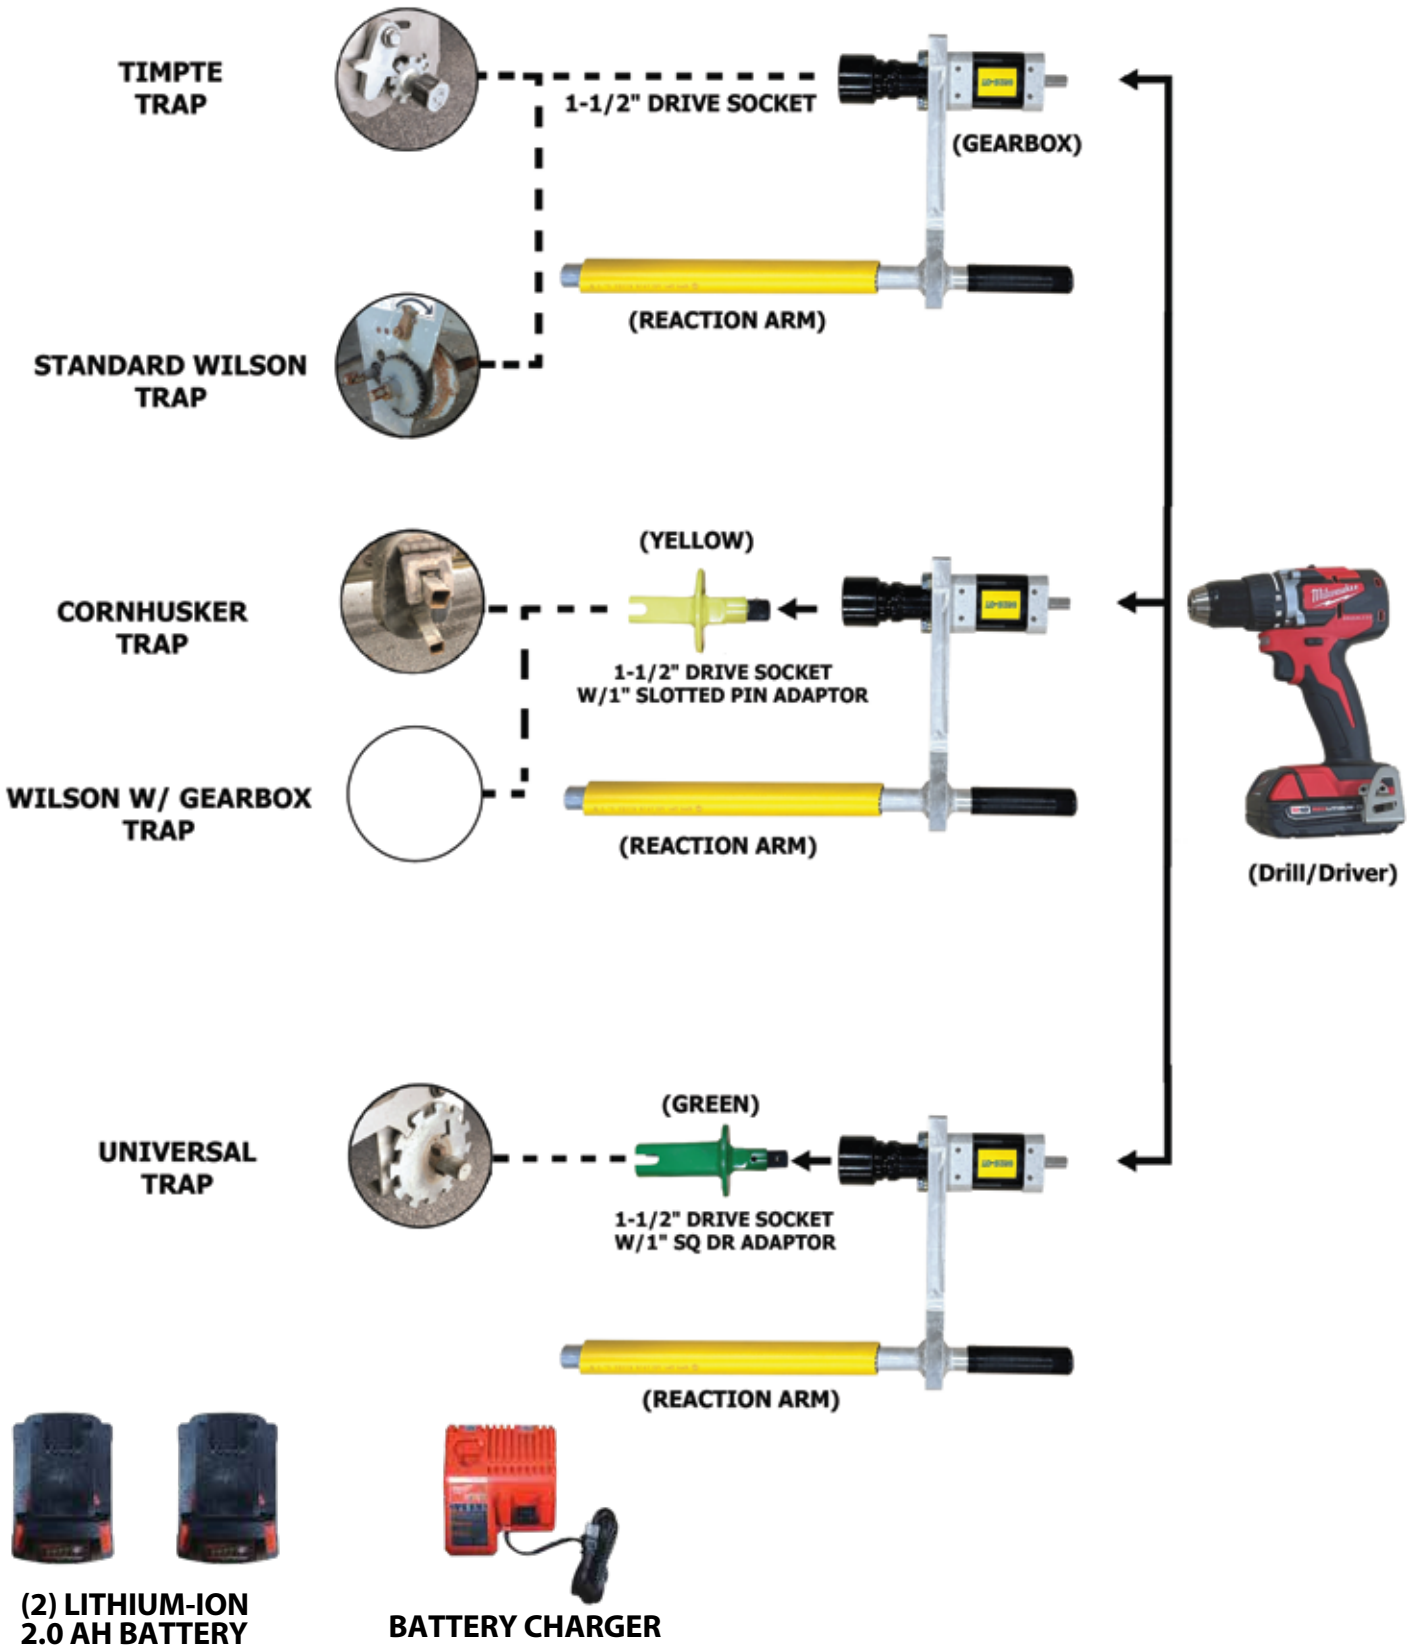 TIMPTE
TRAP
1-1/2" DRIVE SOCKET
(GEARBOX)
(REACTION ARM)
STANDARD WILSON
TRAP
(YELLOW)
CORNHUSKER
TRAP
1-1/2" DRIVE SOCKET
W/1" SLOTTED PIN ADAPTOR
Milwaukee
WILSON W/ GEARBOX
TRAP
(REACTION ARM)
(Drill/Driver)
(GREEN)
UNIVERSAL
TRAP
1-1/2" DRIVE SOCKET
W/1" SQ DR ADAPTOR
(REACTION ARM)
(2) LITHIUM-ION
2.0 AH BATTERY
BATTERY CHARGER